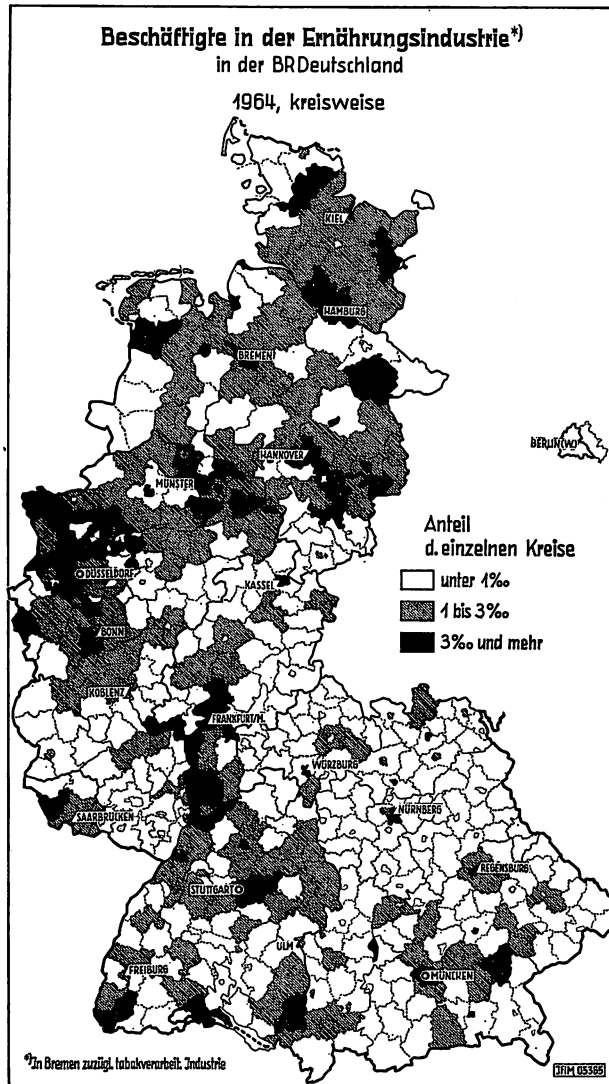 Beschäftigte in der Ernährungsindustrie*)
in der BRDeutschland
1964, kreisweise
KIEL
HAMBURG
BREMEN
BERLIN(W)
HANNOVER
MÜNSTER
Anteil
d. einzelnen Kreise
unter 1‰
1 bis 3‰
3‰ und mehr
DÜSSELDORF
KASSEL
BONN
KOBLENZ
FRANKFURT/M.
WÜRZBURG
SAARBRÜCKEN
NÜRNBERG
REGENSBURG
STUTTGART
ULM
FREIBURG
MÜNCHEN
*)In Bremen zuzügl. tabakverarbeit. Industrie
JFIM 05385